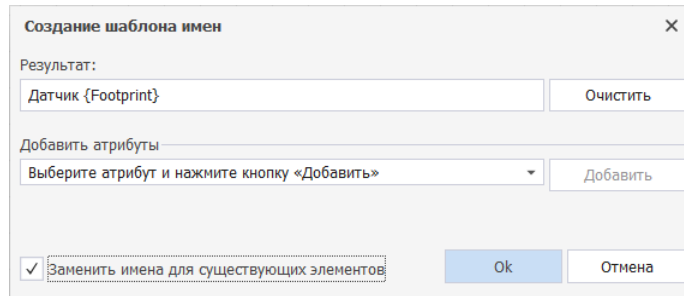 Создание шаблона имен
Результат:
Датчик {Footprint}
Очистить
Добавить атрибуты
Выберите атрибут и нажмите кнопку «Добавить»
Добавить
Заменить имена для существующих элементов
Ok
Отмена